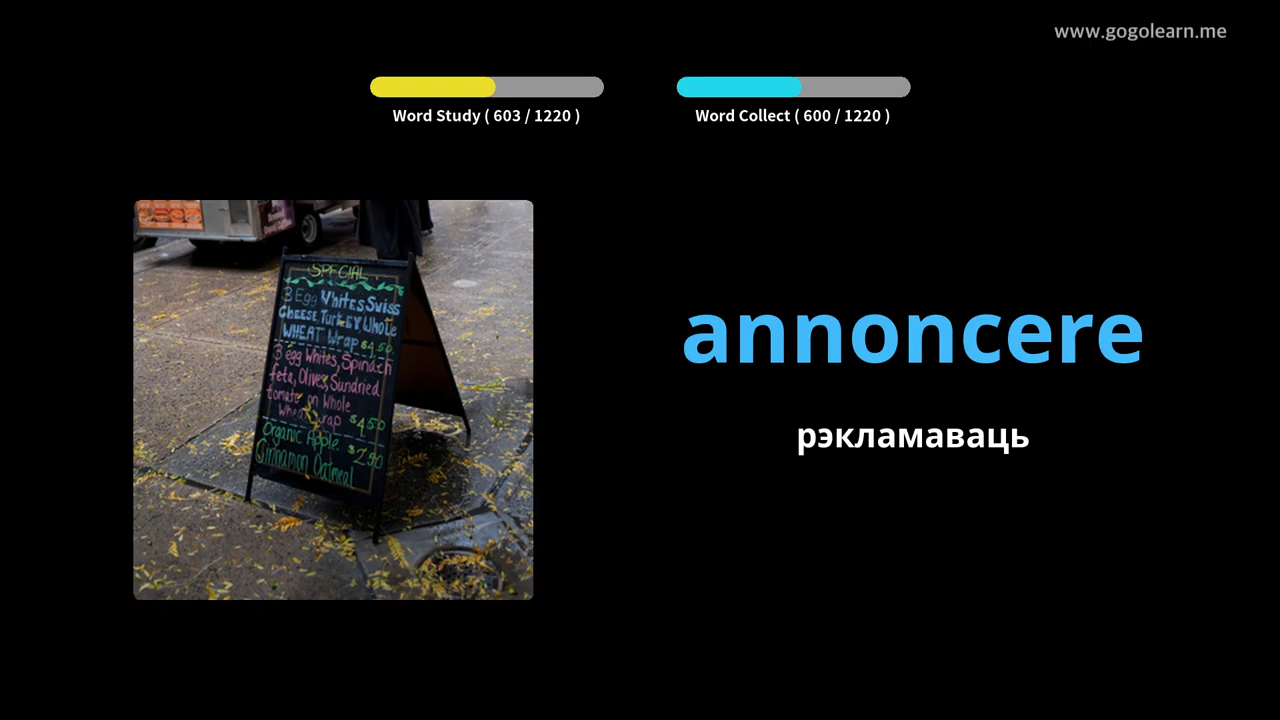 www.gogolearn.me
Word Study ( 603 / 1220 )
Word Collect ( 600 / 1220 )
SPECIAL
3 Egg Whites, Swiss
Cheese, Turkey Whole
WHEAT Wrap $4.50
3 egg Whites, Spinach
feta, Olives, Sundried
tomato on Whole
Wheat Wrap $4.50
Organic Apple
Cinnamon Oatmeal $2.50
annoncere
рэкламаваць